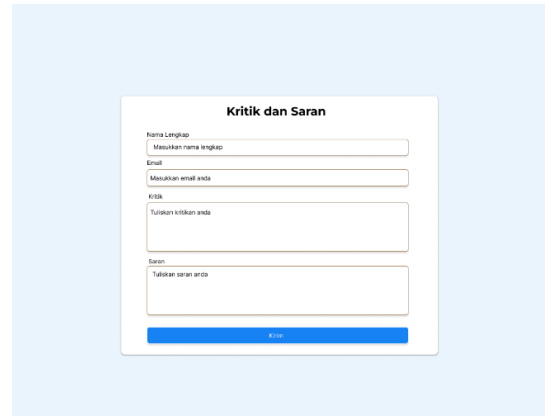 Kritik dan Saran
Nama Lengkap
Masukkan nama lengkap
Email
Masukkan email anda
Kritik
Tuliskan kritikan anda
Saran
Tuliskan saran anda
Kirim